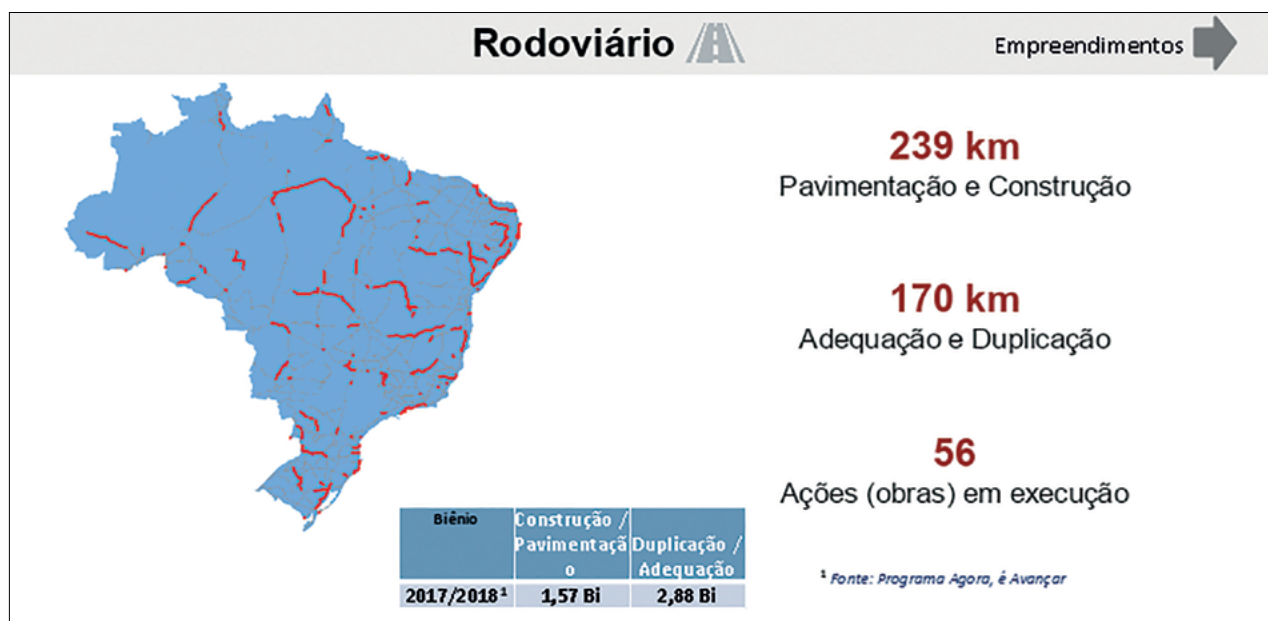 Rodoviário
Empreendimentos
239 km
Pavimentação e Construção
170 km
Adequação e Duplicação
56
Ações (obras) em execução
Biênio
Construção /
Pavimentaçã
o
Duplicação /
Adequação
2017/2018¹
1,57 Bi
2,88 Bi
¹ Fonte: Programa Agora, é Avançar